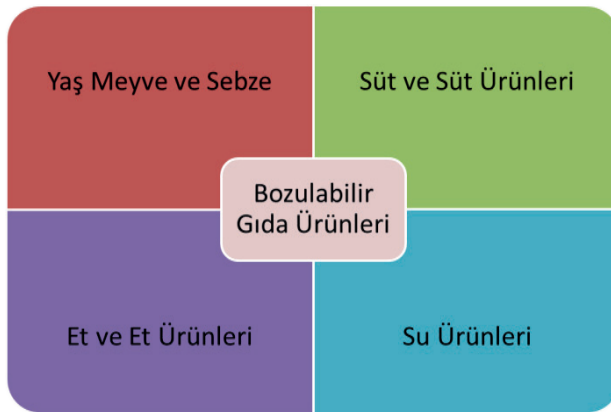 Yaş Meyve ve Sebze
Süt ve Süt Ürünleri
Bozulabilir
Gıda Ürünleri
Et ve Et Ürünleri
Su Ürünleri